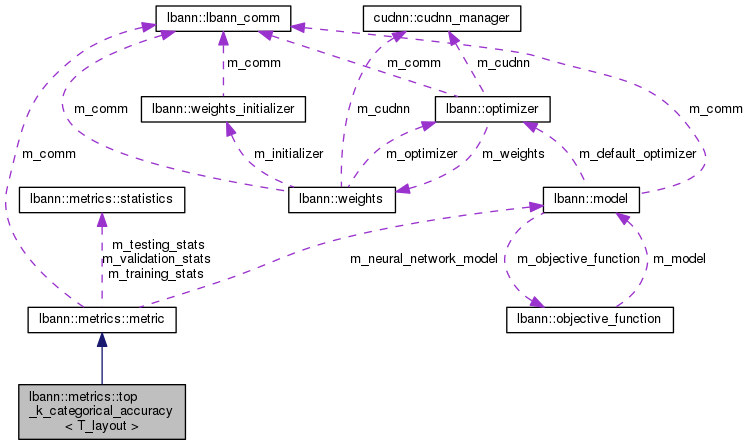 lbann::lbann_comm
cudnn::cudnn_manager
m_comm
m_comm
m_cudnn
lbann::weights_initializer
lbann::optimizer
m_comm
m_cudnn
m_comm
m_comm
m_initializer
m_optimizer
m_weights
m_default_optimizer
lbann::metrics::statistics
lbann::weights
lbann::model
m_testing_stats
m_validation_stats
m_training_stats
m_neural_network_model
m_objective_function
m_model
lbann::metrics::metric
lbann::objective_function
lbann::metrics::top
_k_categorical_accuracy
< T_layout >